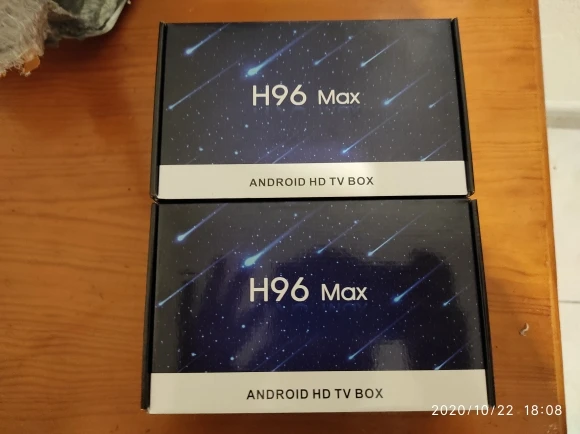 H96 Max
ANDROID HD TV BOX
H96 Max
ANDROID HD TV BOX
2020/10/22 18:08